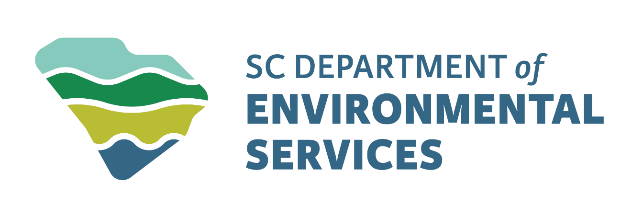 SC DEPARTMENT of
ENVIRONMENTAL
SERVICES